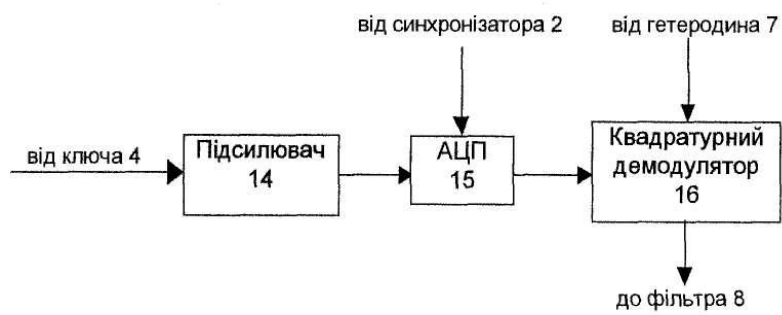 від синхронізатора 2
від гетеродина 7
від ключа 4
Підсилювач
14
АЦП
15
Квадратурний
демодулятор
16
до фільтра 8